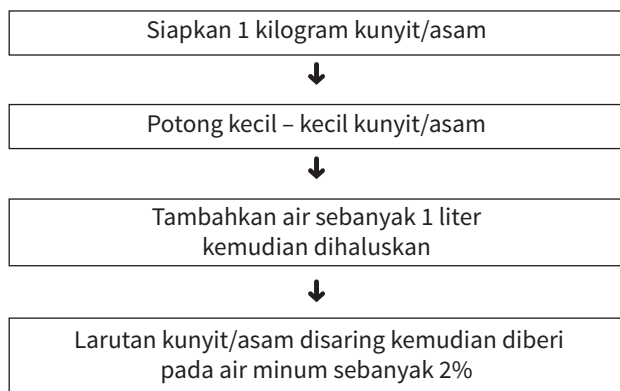 Siapkan 1 kilogram kunyit/asam
Potong kecil – kecil kunyit/asam
Tambahkan air sebanyak 1 liter
kemudian dihaluskan
Larutan kunyit/asam disaring kemudian diberi
pada air minum sebanyak 2%